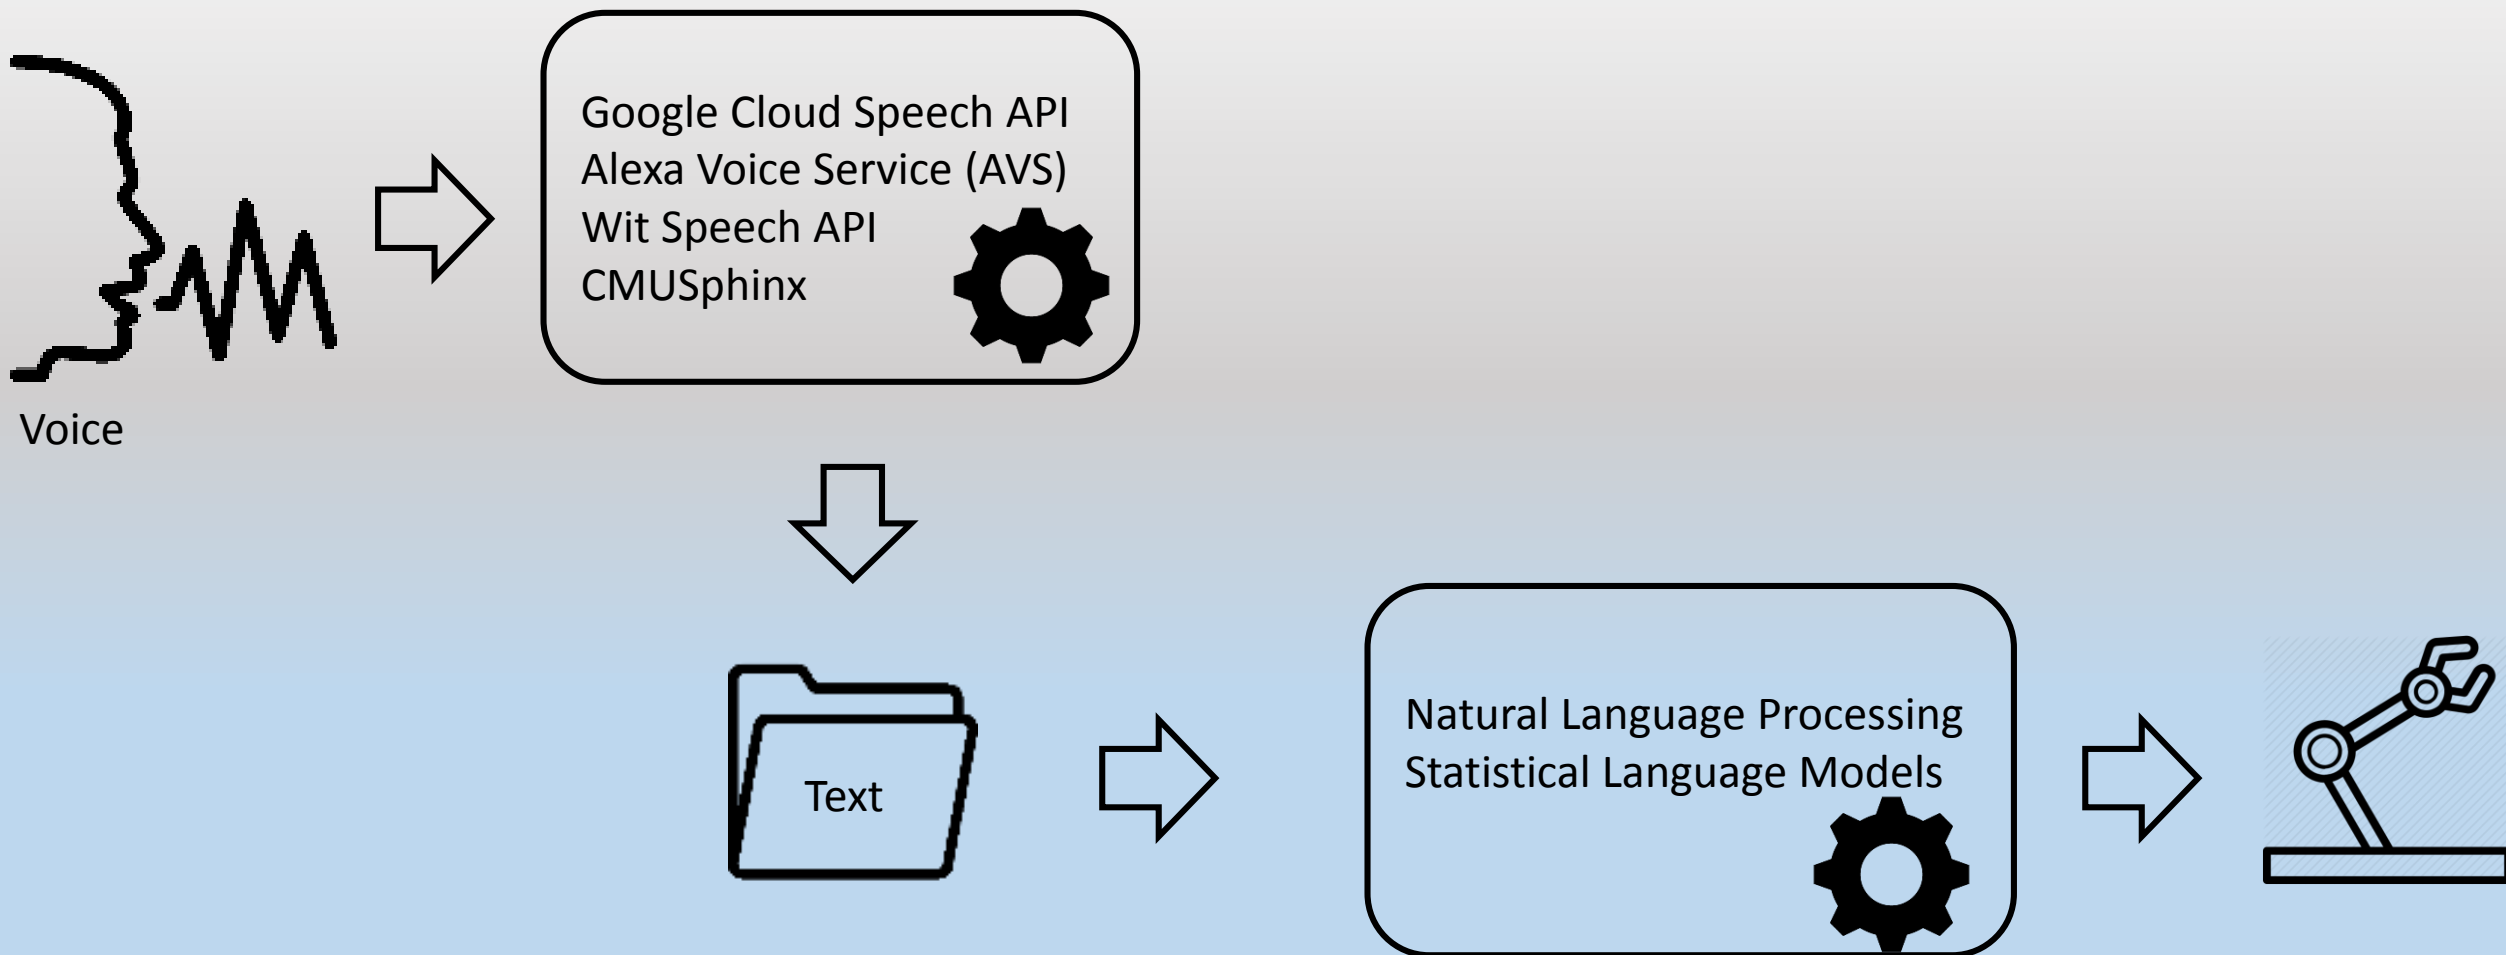 Google Cloud Speech API
Alexa Voice Service (AVS)
Wit Speech API
CMUSphinx
Voice
Text
Natural Language Processing
Statistical Language Models